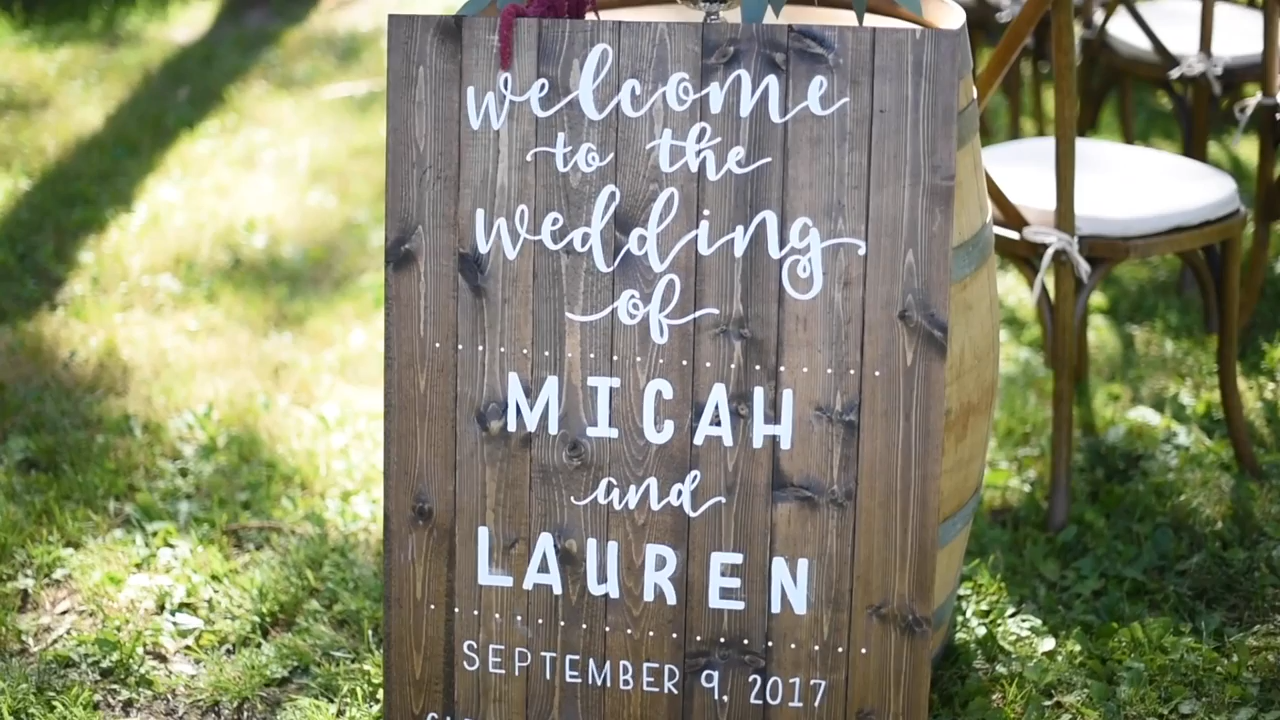 welcome
to the
wedding
of
MICAH
and
LAUREN
SEPTEMBER 9, 2017